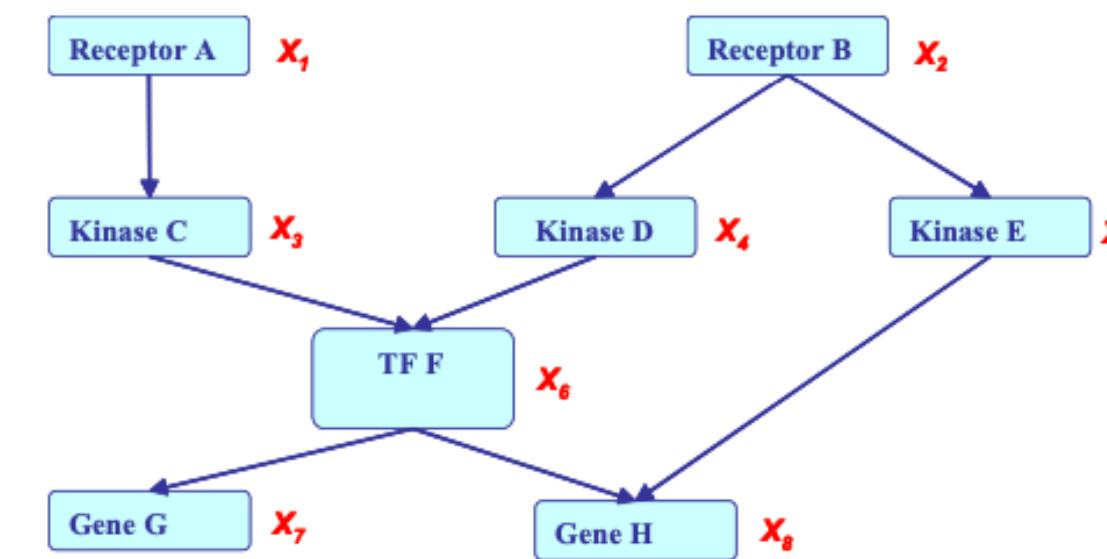 Receptor A X1
Receptor B X2
Kinase C X3
Kinase D X4
Kinase E
TF F X6
Gene G X7
Gene H X8